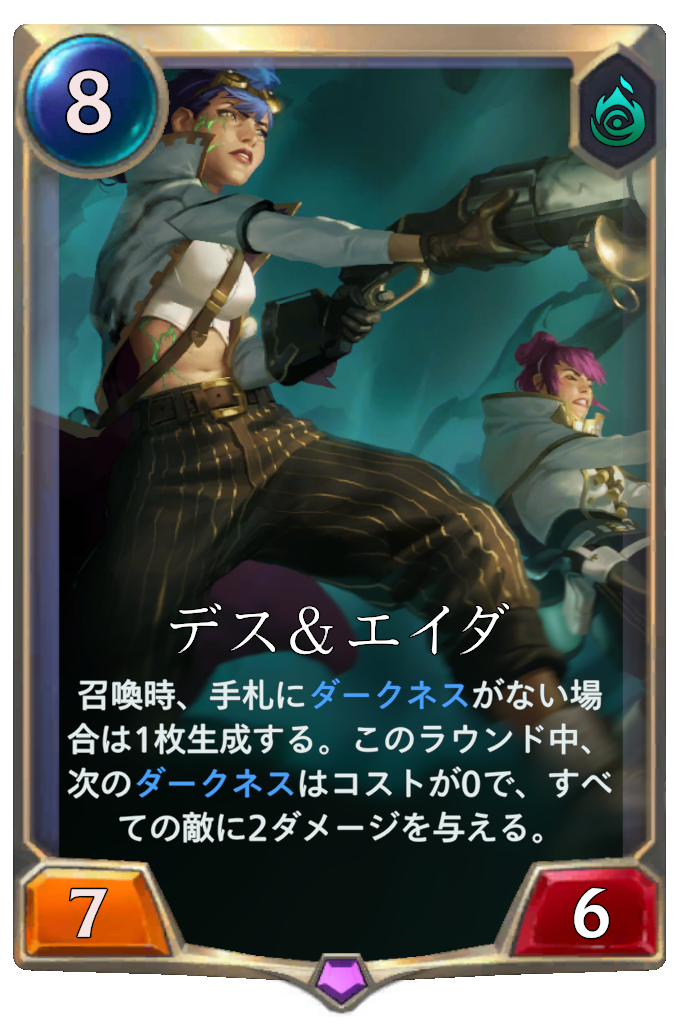 8
デス&エイダ
召喚時、手札にダークネスがない場
合は1枚生成する。このラウンド中、
次のダークネスはコストが0で、すべ
ての敵に2ダメージを与える。
7
6